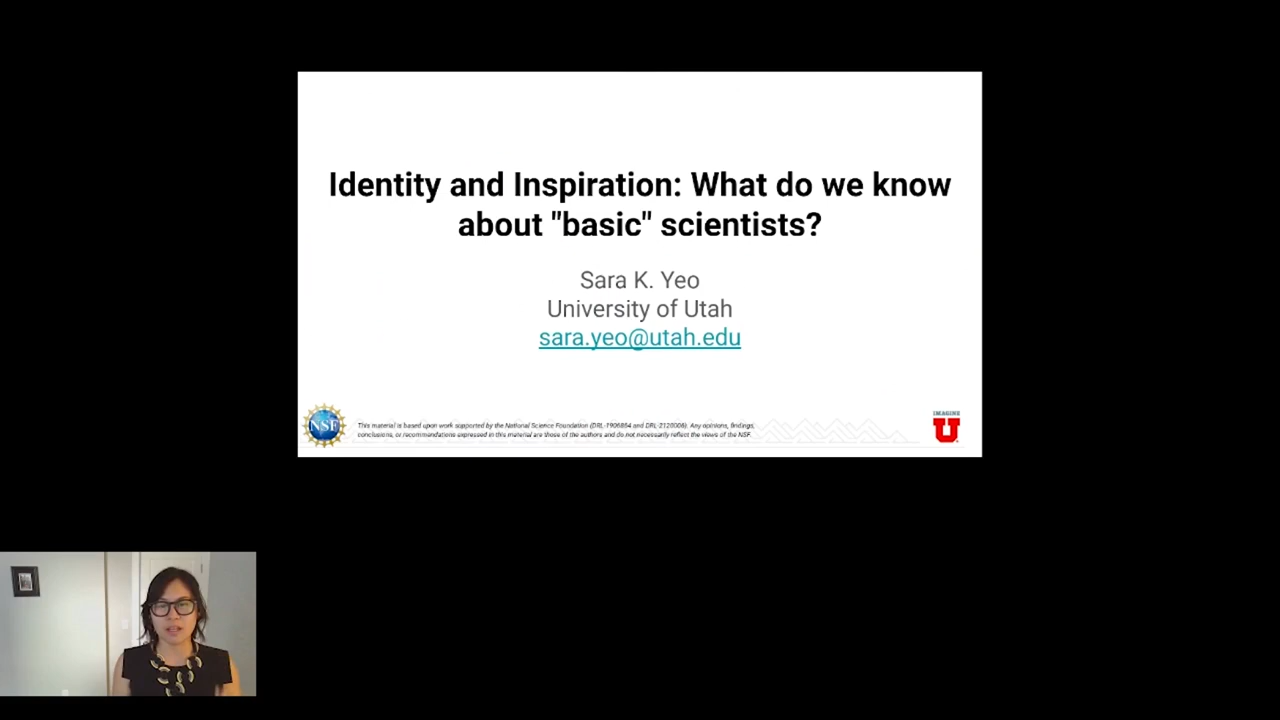 Identity and Inspiration: What do we know
about "basic" scientists?
Sara K. Yeo
University of Utah
sara.yeo@utah.edu
NSF
This material is based upon work supported by the National Science Foundation (DRL-1906864 and DRL-2120006). Any opinions, findings,
conclusions, or recommendations expressed in this material are those of the authors and do not necessarily reflect the views of the NSF.
IMAGINE
U